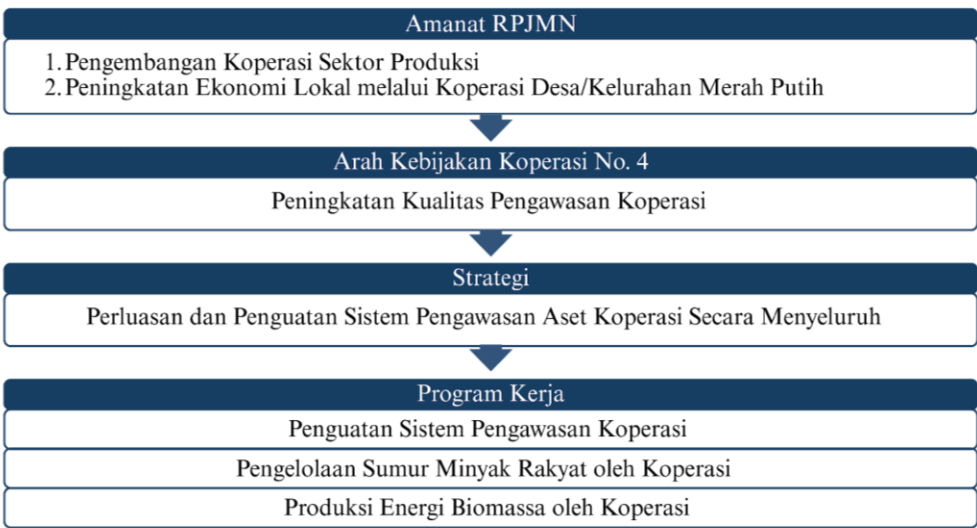 Amanat RPJMN
1. Pengembangan Koperasi Sektor Produksi
2. Peningkatan Ekonomi Lokal melalui Koperasi Desa/Kelurahan Merah Putih
Arah Kebijakan Koperasi No. 4
Peningkatan Kualitas Pengawasan Koperasi
Strategi
Perluasan dan Penguatan Sistem Pengawasan Aset Koperasi Secara Menyeluruh
Program Kerja
Penguatan Sistem Pengawasan Koperasi
Pengelolaan Sumur Minyak Rakyat oleh Koperasi
Produksi Energi Biomassa oleh Koperasi